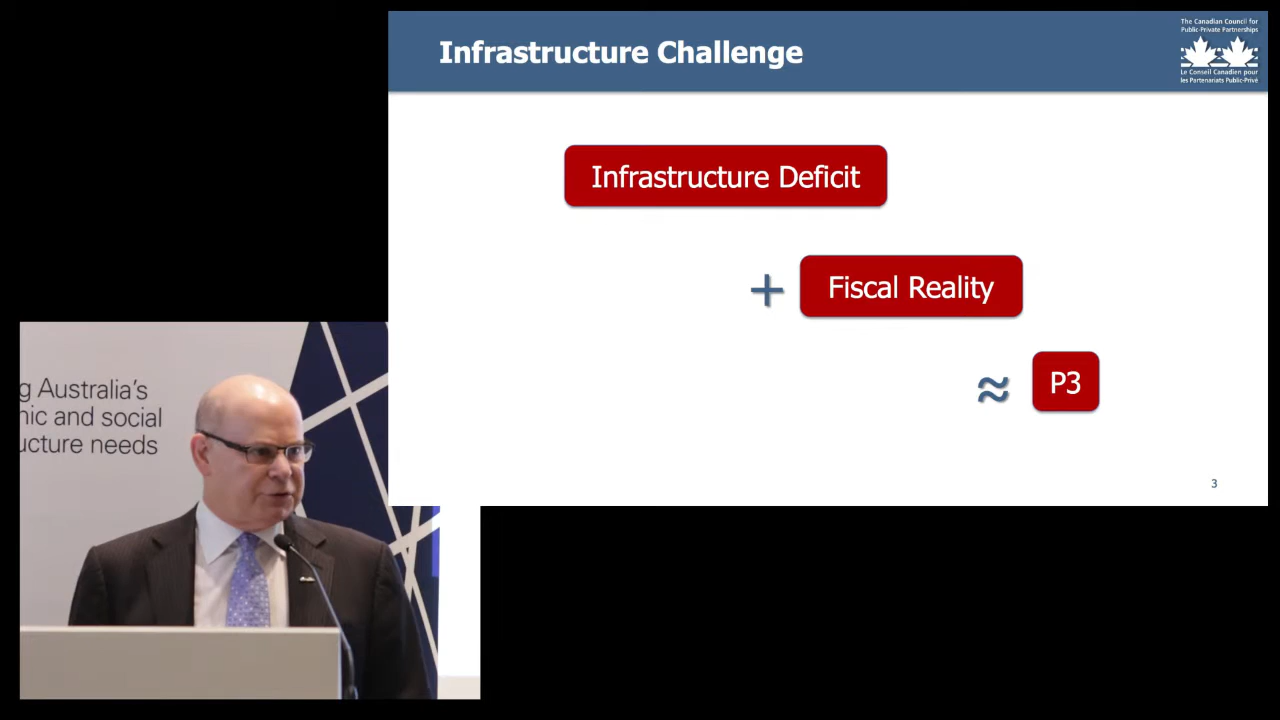 Infrastructure Challenge
The Canadian Council for
Public-Private Partnerships
Le Conseil Canadien pour
les Partenariats Public-Privé
Infrastructure Deficit
+ Fiscal Reality
≈ P3
3
g Australia's
ic and social
ucture needs